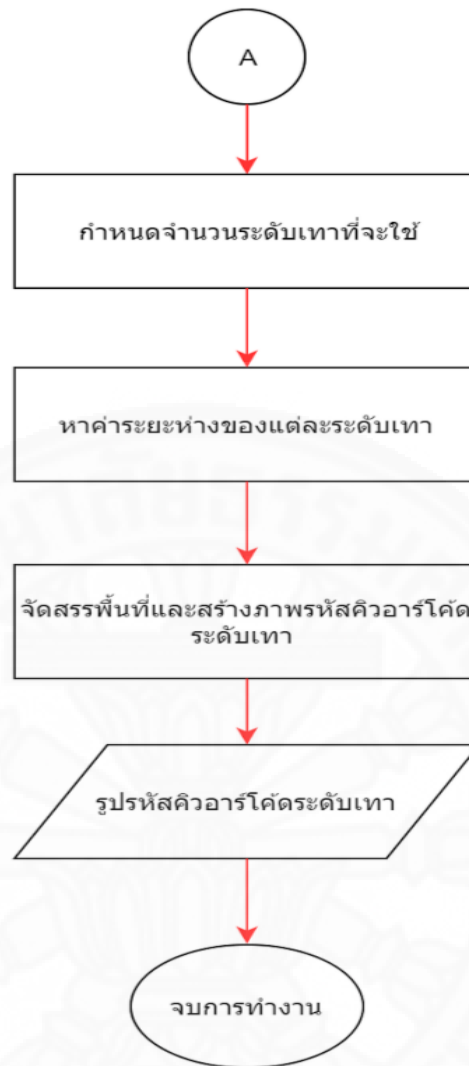 A
กำหนดจำนวนระดับเทาที่จะใช้
หาค่าระยะห่างของแต่ละระดับเทา
จัดสรรพื้นที่และสร้างภาพรหัสคิวอาร์โค้ด
ระดับเทา
รูปรหัสคิวอาร์โค้ดระดับเทา
จบการทำงาน